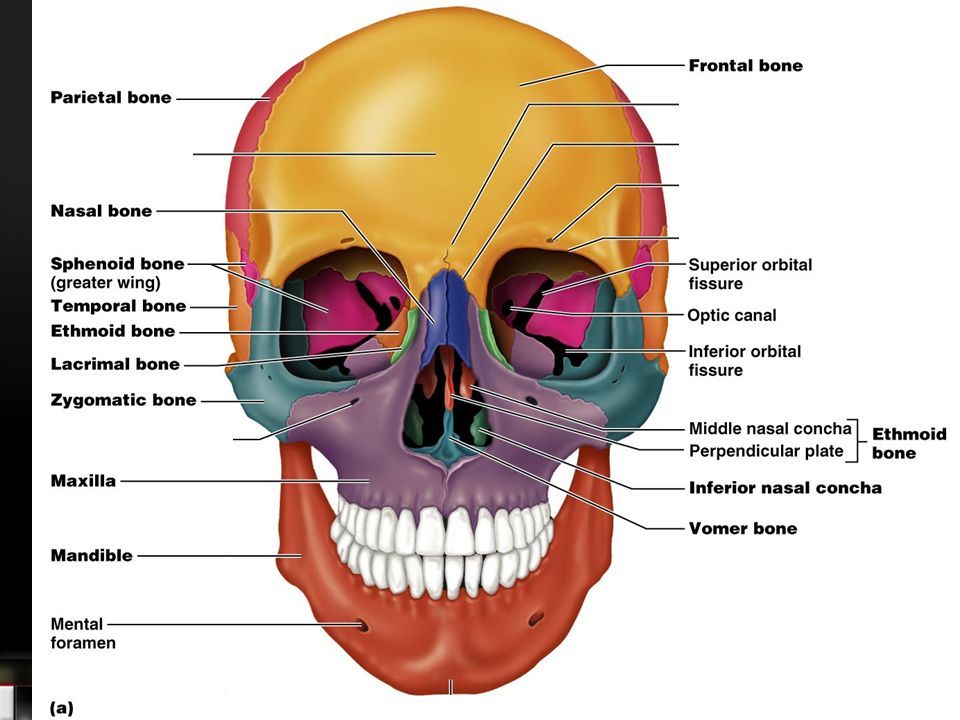 Parietal bone
Nasal bone
Sphenoid bone
(greater wing)
Temporal bone
Ethmoid bone
Lacrimal bone
Zygomatic bone
Maxilla
Mandible
Mental
foramen
(a)
Frontal bone
Superior orbital
fissure
Optic canal
Inferior orbital
fissure
Middle nasal concha
Perpendicular plate
Ethmoid
bone
Inferior nasal concha
Vomer bone